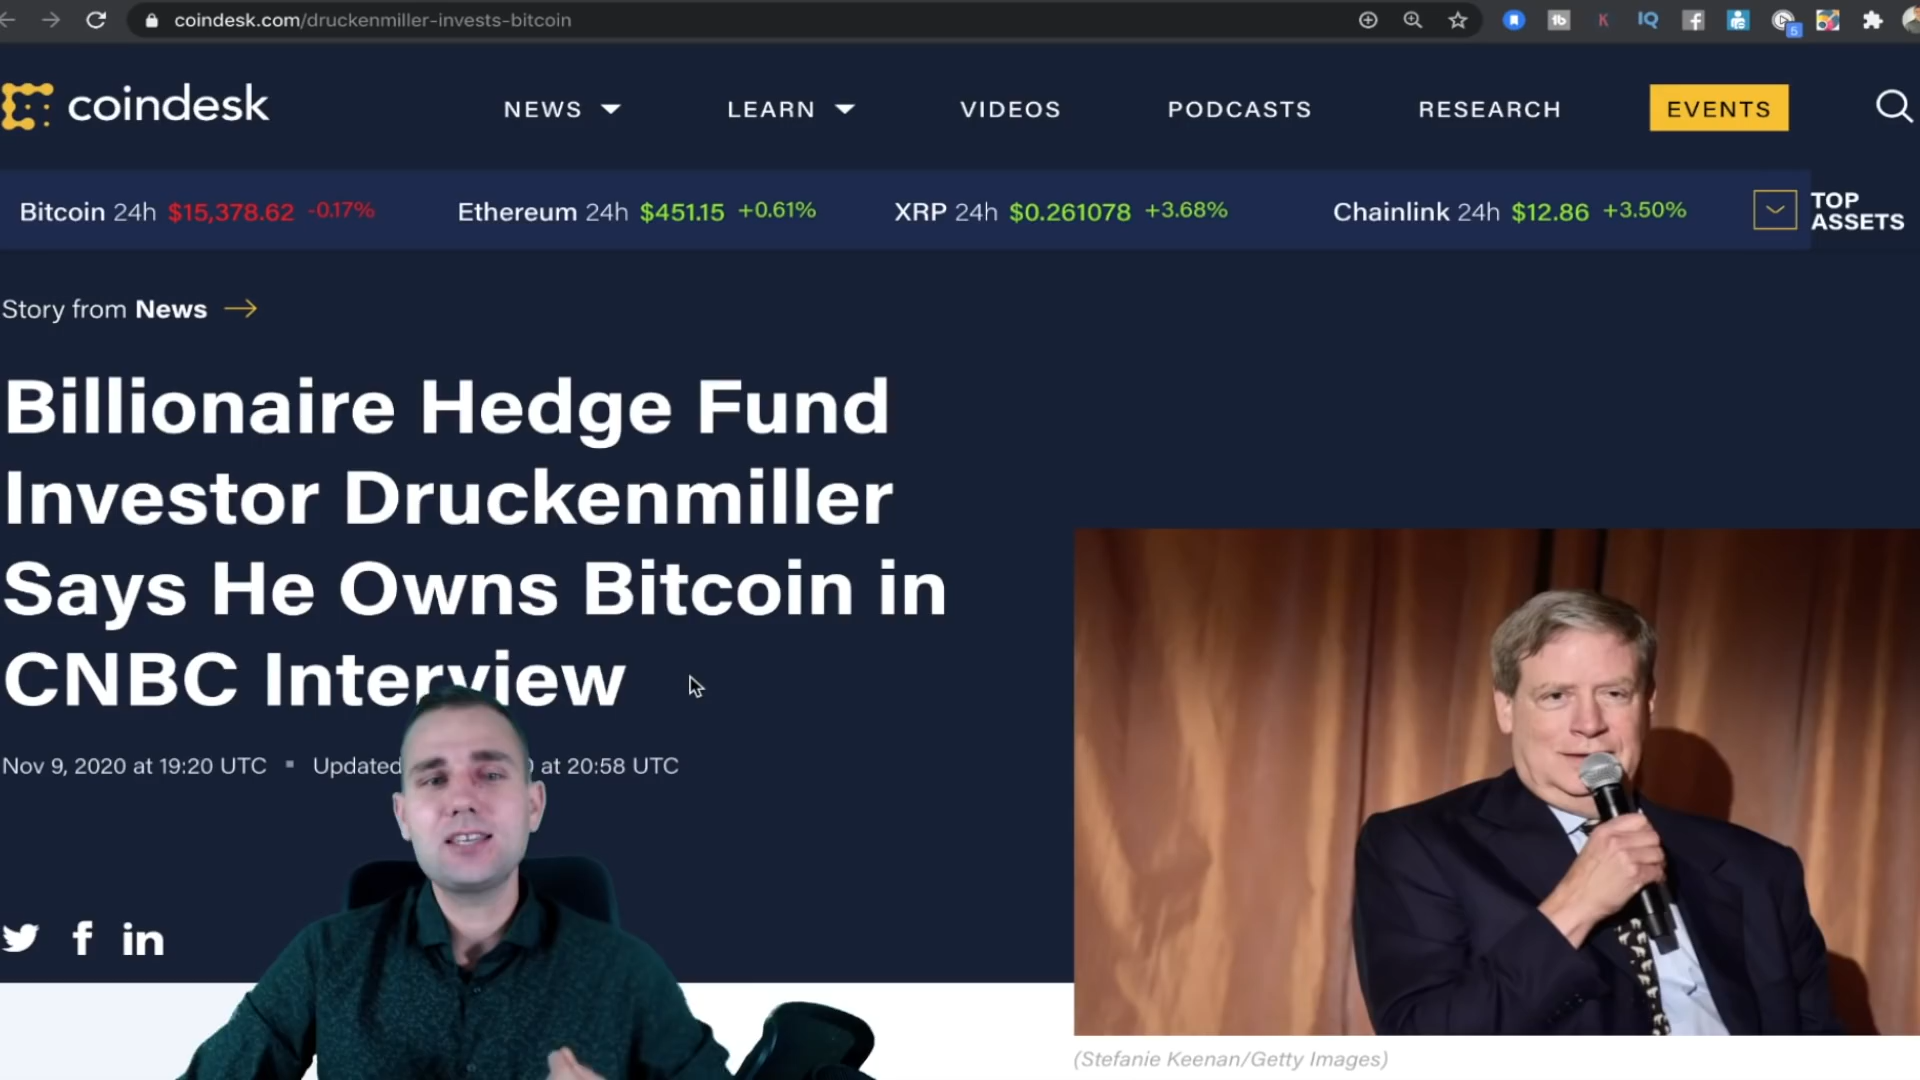 coindesk.com/druckenmiller-invests-bitcoin
tb K IQ f 5
coindesk NEWS LEARN VIDEOS PODCASTS RESEARCH EVENTS
Bitcoin 24h $15,378.62 -0.17% Ethereum 24h $451.15 +0.61% XRP 24h $0.261078 +3.68% Chainlink 24h $12.86 +3.50% TOP
ASSETS
Story from News →
Billionaire Hedge Fund
Investor Druckenmiller
Says He Owns Bitcoin in
CNBC Interview
Nov 9, 2020 at 19:20 UTC ▪ Updated at 20:58 UTC
f in
(Stefanie Keenan/Getty Images)